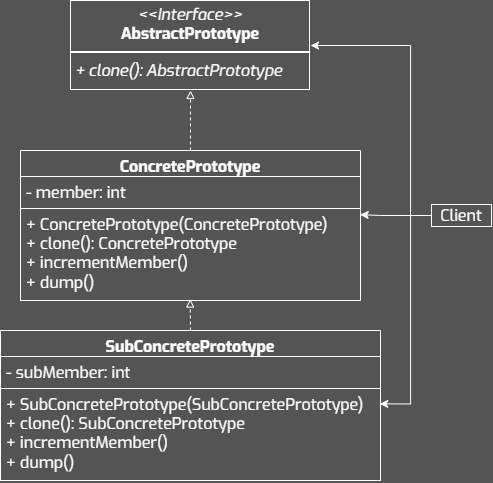 <<Interface>>
AbstractPrototype
+ clone(): AbstractPrototype
ConcretePrototype
- member: int
+ ConcretePrototype(ConcretePrototype)
+ clone(): ConcretePrototype
+ incrementMember()
+ dump()
Client
SubConcretePrototype
- subMember: int
+ SubConcretePrototype(SubConcretePrototype)
+ clone(): SubConcretePrototype
+ incrementMember()
+ dump()